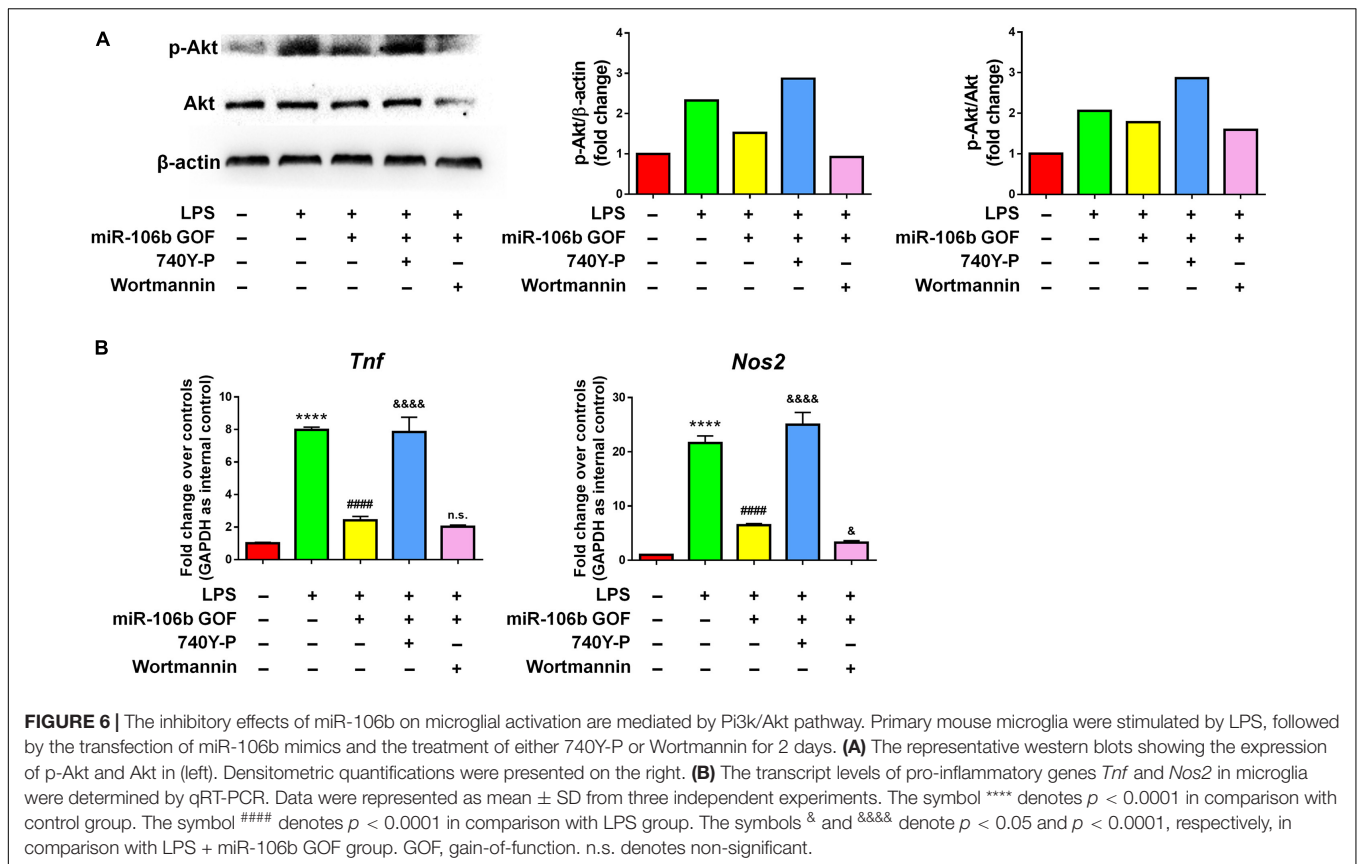 A
p-Akt
Akt
β-actin
LPS – + + + +
miR-106b GOF – – + + +
740Y-P – – – + –
Wortmannin – – – – +
p-Akt/β-actin
(fold change)
4
3
2
1
0
LPS – + + + +
miR-106b GOF – – + + +
740Y-P – – – + –
Wortmannin – – – – +
p-Akt/Akt
(fold change)
4
3
2
1
0
LPS – + + + +
miR-106b GOF – – + + +
740Y-P – – – + –
Wortmannin – – – – +
B
Tnf
Fold change over controls
(GAPDH as internal control)
10
8
6
4
2
0
**** #### &&&& n.s.
LPS – + + + +
miR-106b GOF – – + + +
740Y-P – – – + –
Wortmannin – – – – +
Nos2
Fold change over controls
(GAPDH as internal control)
30
20
10
0
**** #### &&&& &
LPS – + + + +
miR-106b GOF – – + + +
740Y-P – – – + –
Wortmannin – – – – +
FIGURE 6 | The inhibitory effects of miR-106b on microglial activation are mediated by Pi3k/Akt pathway. Primary mouse microglia were stimulated by LPS, followed
by the transfection of miR-106b mimics and the treatment of either 740Y-P or Wortmannin for 2 days. (A) The representative western blots showing the expression
of p-Akt and Akt in (left). Densitometric quantifications were presented on the right. (B) The transcript levels of pro-inflammatory genes Tnf and Nos2 in microglia
were determined by qRT-PCR. Data were represented as mean ± SD from three independent experiments. The symbol **** denotes p < 0.0001 in comparison with
control group. The symbol #### denotes p < 0.0001 in comparison with LPS group. The symbols & and &&&& denote p < 0.05 and p < 0.0001, respectively, in
comparison with LPS + miR-106b GOF group. GOF, gain-of-function. n.s. denotes non-significant.